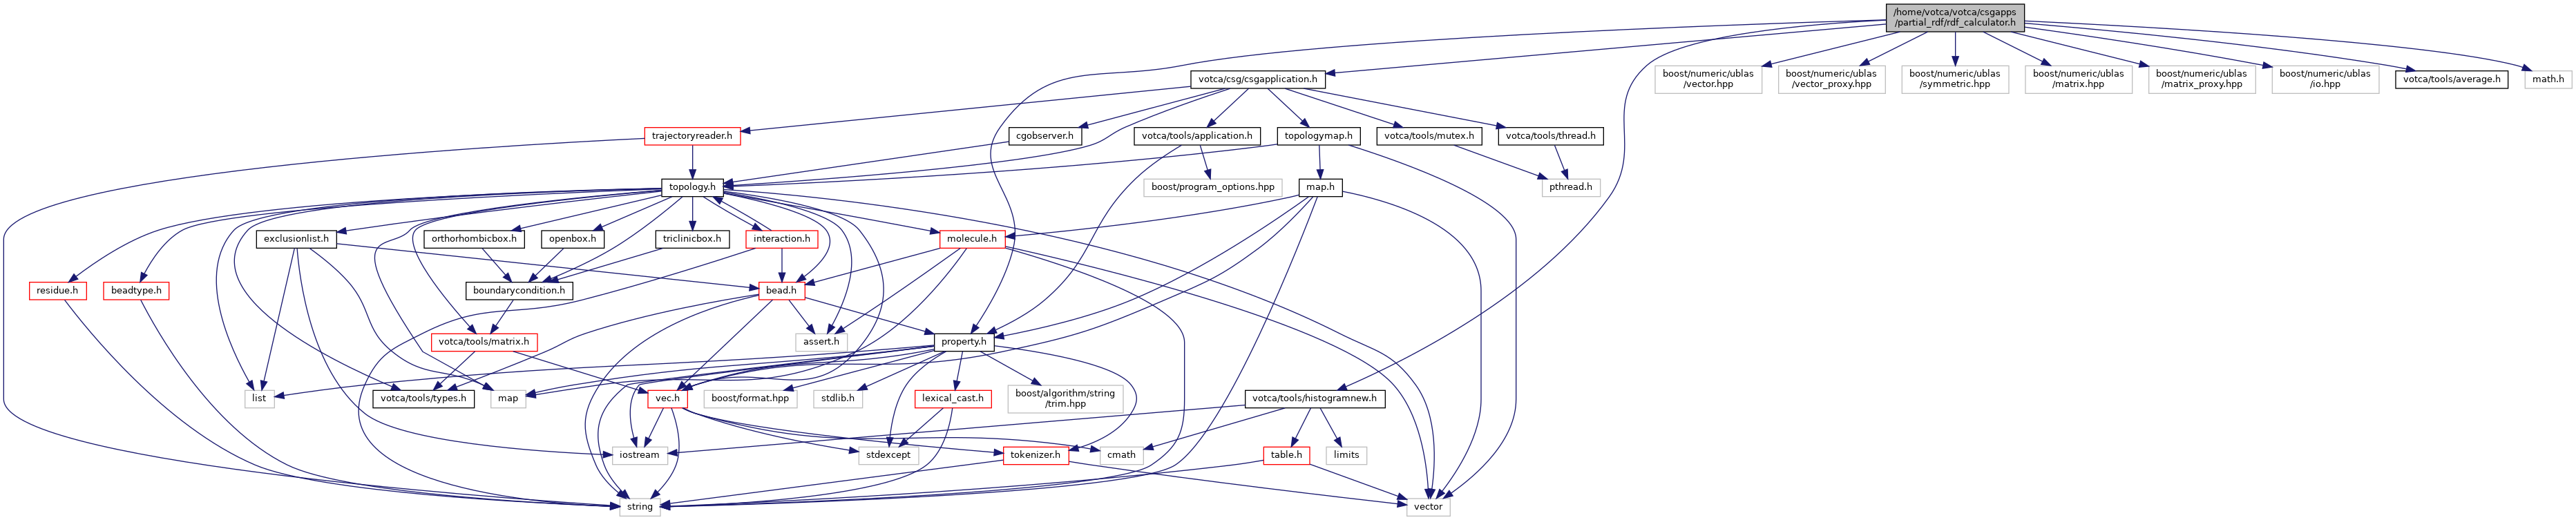 /home/votca/votca/csgapps
/partial_rdf/rdf_calculator.h
votca/csg/csgapplication.h
boost/numeric/ublas
/vector.hpp
boost/numeric/ublas
/vector_proxy.hpp
boost/numeric/ublas
/symmetric.hpp
boost/numeric/ublas
/matrix.hpp
boost/numeric/ublas
/matrix_proxy.hpp
boost/numeric/ublas
/io.hpp
votca/tools/average.h
math.h
trajectoryreader.h
cgobserver.h
votca/tools/application.h
topologymap.h
votca/tools/mutex.h
votca/tools/thread.h
topology.h
boost/program_options.hpp
map.h
pthread.h
exclusionlist.h
orthorhombicbox.h
openbox.h
triclinicbox.h
interaction.h
molecule.h
residue.h
beadtype.h
boundarycondition.h
bead.h
votca/tools/matrix.h
assert.h
property.h
list
votca/tools/types.h
map
vec.h
boost/format.hpp
stdlib.h
lexical_cast.h
boost/algorithm/string
/trim.hpp
votca/tools/histogramnew.h
iostream
stdexcept
tokenizer.h
cmath
table.h
limits
string
vector